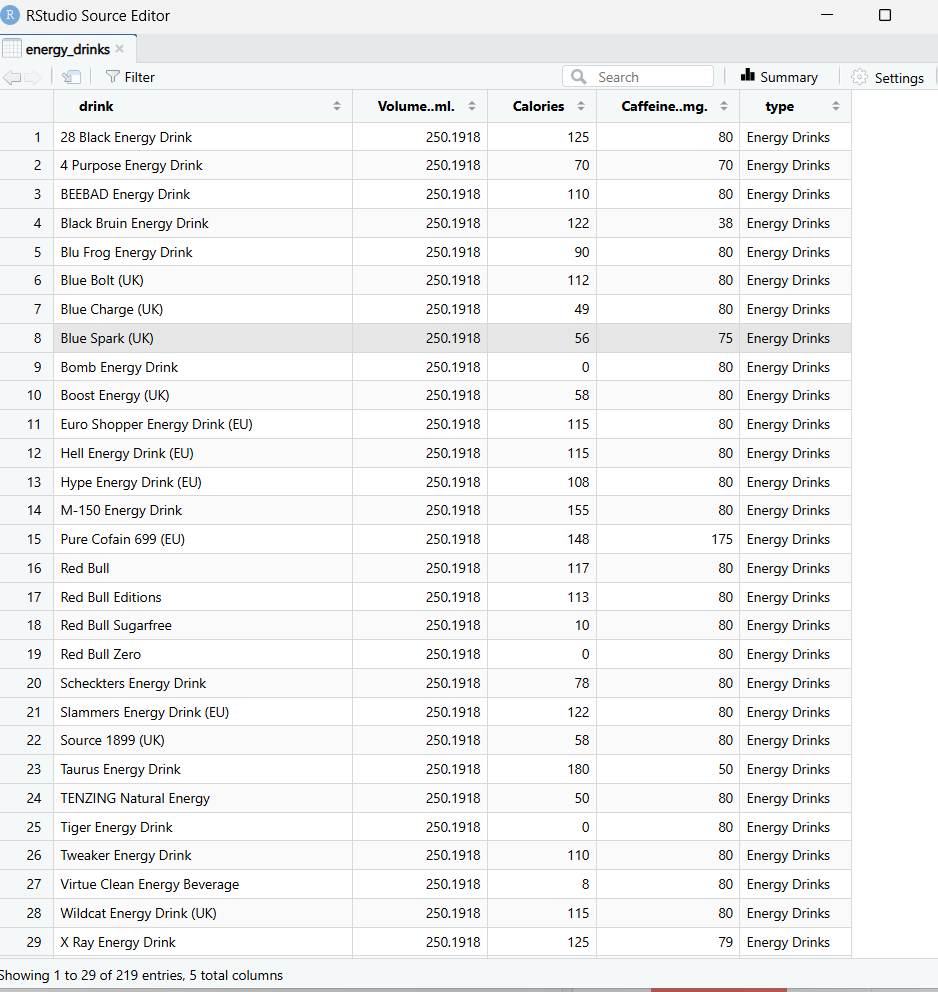 R RStudio Source Editor
energy_drinks
Filter Search Summary Settings
drink Volume..ml. Calories Caffeine..mg. type
1 28 Black Energy Drink 250.1918 125 80 Energy Drinks
2 4 Purpose Energy Drink 250.1918 70 70 Energy Drinks
3 BEEBAD Energy Drink 250.1918 110 80 Energy Drinks
4 Black Bruin Energy Drink 250.1918 122 38 Energy Drinks
5 Blu Frog Energy Drink 250.1918 90 80 Energy Drinks
6 Blue Bolt (UK) 250.1918 112 80 Energy Drinks
7 Blue Charge (UK) 250.1918 49 80 Energy Drinks
8 Blue Spark (UK) 250.1918 56 75 Energy Drinks
9 Bomb Energy Drink 250.1918 0 80 Energy Drinks
10 Boost Energy (UK) 250.1918 58 80 Energy Drinks
11 Euro Shopper Energy Drink (EU) 250.1918 115 80 Energy Drinks
12 Hell Energy Drink (EU) 250.1918 115 80 Energy Drinks
13 Hype Energy Drink (EU) 250.1918 108 80 Energy Drinks
14 M-150 Energy Drink 250.1918 155 80 Energy Drinks
15 Pure Cofain 699 (EU) 250.1918 148 175 Energy Drinks
16 Red Bull 250.1918 117 80 Energy Drinks
17 Red Bull Editions 250.1918 113 80 Energy Drinks
18 Red Bull Sugarfree 250.1918 10 80 Energy Drinks
19 Red Bull Zero 250.1918 0 80 Energy Drinks
20 Scheckters Energy Drink 250.1918 78 80 Energy Drinks
21 Slammers Energy Drink (EU) 250.1918 122 80 Energy Drinks
22 Source 1899 (UK) 250.1918 58 80 Energy Drinks
23 Taurus Energy Drink 250.1918 180 50 Energy Drinks
24 TENZING Natural Energy 250.1918 50 80 Energy Drinks
25 Tiger Energy Drink 250.1918 0 80 Energy Drinks
26 Tweaker Energy Drink 250.1918 110 80 Energy Drinks
27 Virtue Clean Energy Beverage 250.1918 8 80 Energy Drinks
28 Wildcat Energy Drink (UK) 250.1918 115 80 Energy Drinks
29 X Ray Energy Drink 250.1918 125 79 Energy Drinks
Showing 1 to 29 of 219 entries, 5 total columns